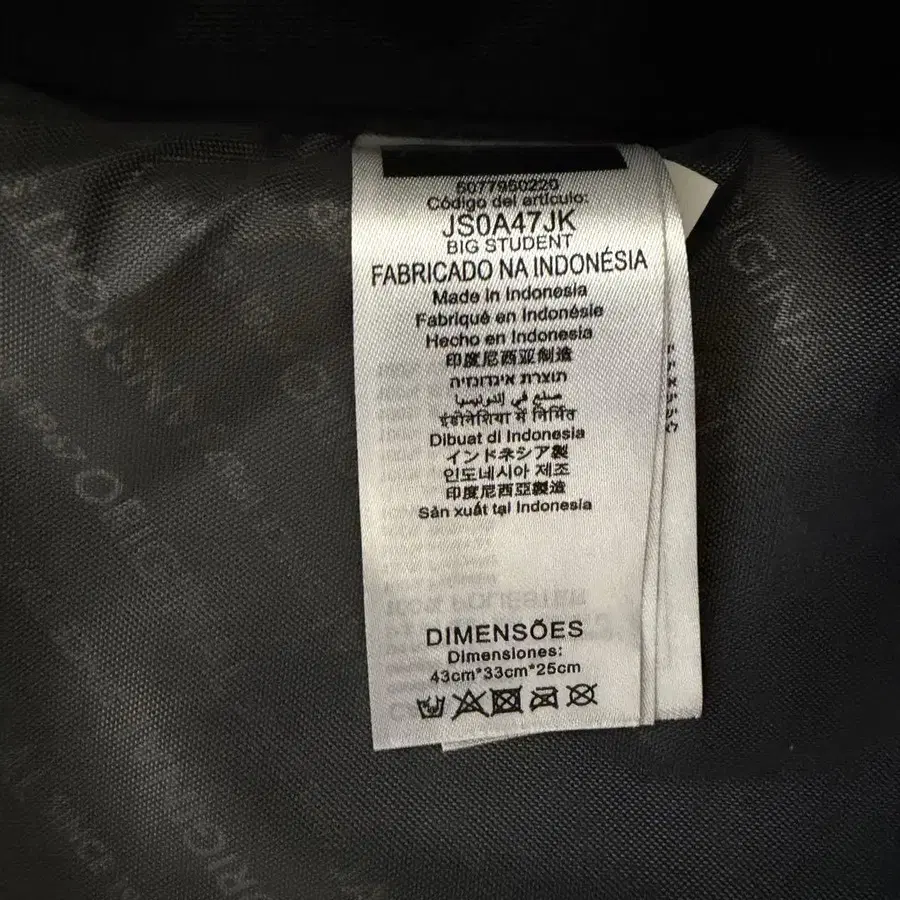 5077950220
Código del artículo:
JS0A47JK
BIG STUDENT
FABRICADO NA INDONÉSIA
Made in Indonesia
Fabriqué en Indonésie
Hecho en Indonesia
印度尼西亚制造
תוצרת אינדונזיה
صنع في إندونيسيا
इंडोनेशिया में निर्मित
Dibuat di Indonesia
インドネシア製
인도네시아 제조
印度尼西亞製造
Sản xuất tại Indonesia
DIMENSÕES
Dimensiones:
43cm*33cm*25cm